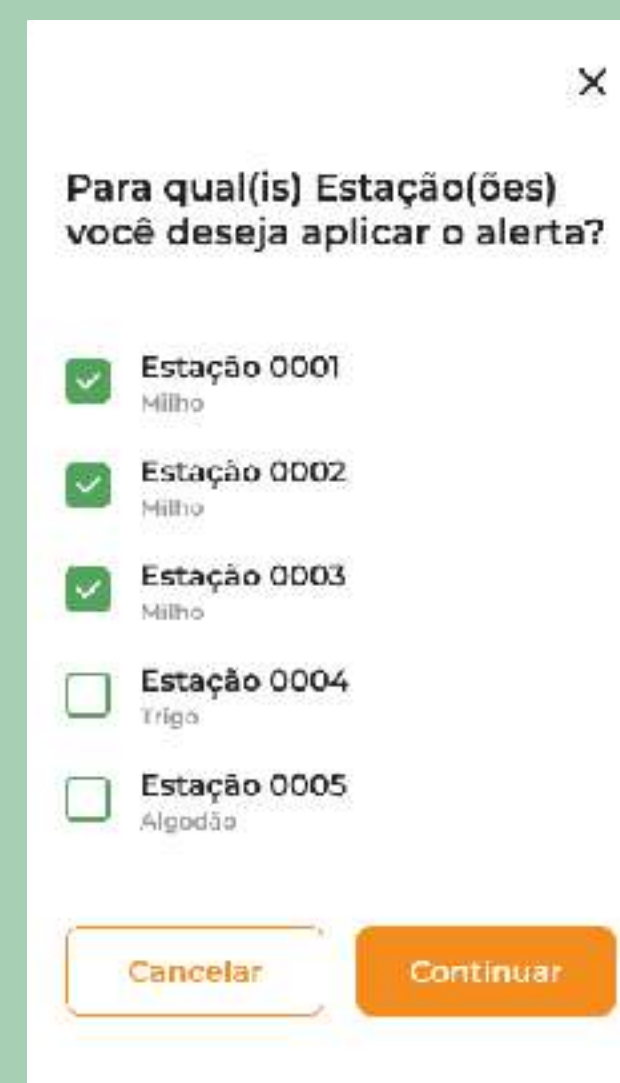 Para qual(is) Estação(ões)
você deseja aplicar o alerta?
Estação 0001
Milho
Estação 0002
Milho
Estação 0003
Milho
Estação 0004
Trigo
Estação 0005
Algodão
Cancelar
Continuar